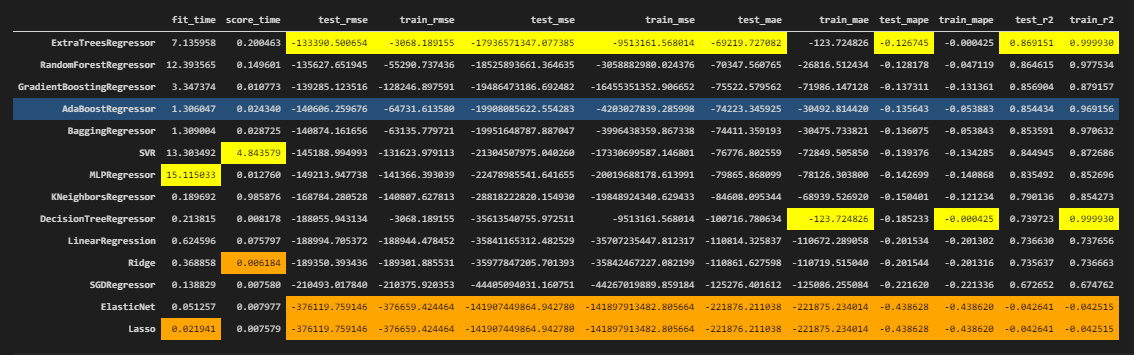 fit_time score_time test_rmse train_rmse test_mse train_mse test_mae train_mae test_mape train_mape test_r2 train_r2
ExtraTreesRegressor 7.135958 0.200463 -133390.500654 -3068.189155 -17936571347.077385 -9513161.568014 -69219.727082 -123.724826 -0.126745 -0.000425 0.869151 0.999930
RandomForestRegressor 12.393565 0.149601 -135627.651945 -55290.737436 -18525893661.364635 -3058882980.024376 -70347.560765 -26816.512434 -0.128178 -0.047119 0.864615 0.977534
GradientBoostingRegressor 3.347374 0.010773 -139285.123516 -128246.897591 -19486473186.692482 -16455351352.906652 -75522.579562 -71986.147128 -0.137311 -0.131361 0.856904 0.879157
AdaBoostRegressor 1.306047 0.024340 -140606.259676 -64731.613580 -19908085622.554283 -4203027839.285998 -74223.345925 -30492.814420 -0.135643 -0.053883 0.854434 0.969156
BaggingRegressor 1.309004 0.028725 -140874.161656 -63135.779721 -19951648787.887047 -3996438359.867338 -74411.359193 -30475.733821 -0.136075 -0.053843 0.853591 0.970632
SVR 13.303492 4.843579 -145188.994993 -131623.979113 -21304507975.040260 -17330699587.146801 -76776.802559 -72849.505850 -0.139376 -0.134285 0.844945 0.872686
MLPRegressor 15.115033 0.012760 -149213.947738 -141366.393039 -22478985541.641655 -20019688178.613991 -79865.868099 -78126.303800 -0.142699 -0.140868 0.835492 0.852696
KNeighborsRegressor 0.189692 0.985876 -168784.280508 -140807.627813 -28818222820.154930 -19848924340.629433 -84608.095344 -68939.526920 -0.150401 -0.121234 0.790136 0.854273
DecisionTreeRegressor 0.213815 0.008178 -188055.943134 -3068.189155 -35613540755.972511 -9513161.568014 -100716.780634 -123.724826 -0.185233 -0.000425 0.739723 0.999930
LinearRegression 0.624596 0.075797 -188994.705372 -188944.478452 -35841165312.482529 -35707235447.812317 -110814.325837 -110672.289058 -0.201534 -0.201302 0.736630 0.737656
Ridge 0.368858 0.006184 -189350.393436 -189301.885531 -35977847205.701393 -35842467227.082199 -110861.627598 -110719.515040 -0.201544 -0.201316 0.735637 0.736663
SGDRegressor 0.138829 0.007580 -210493.017840 -210375.920353 -44405094031.160751 -44267019889.859184 -125276.401612 -125086.255084 -0.221620 -0.221336 0.672652 0.674762
ElasticNet 0.051257 0.007977 -376119.759146 -376659.424464 -141907449864.942780 -141897913482.805664 -221876.211038 -221875.234014 -0.438628 -0.438620 -0.042641 -0.042515
Lasso 0.021941 0.007579 -376119.759146 -376659.424464 -141907449864.942780 -141897913482.805664 -221876.211038 -221875.234014 -0.438628 -0.438620 -0.042641 -0.042515